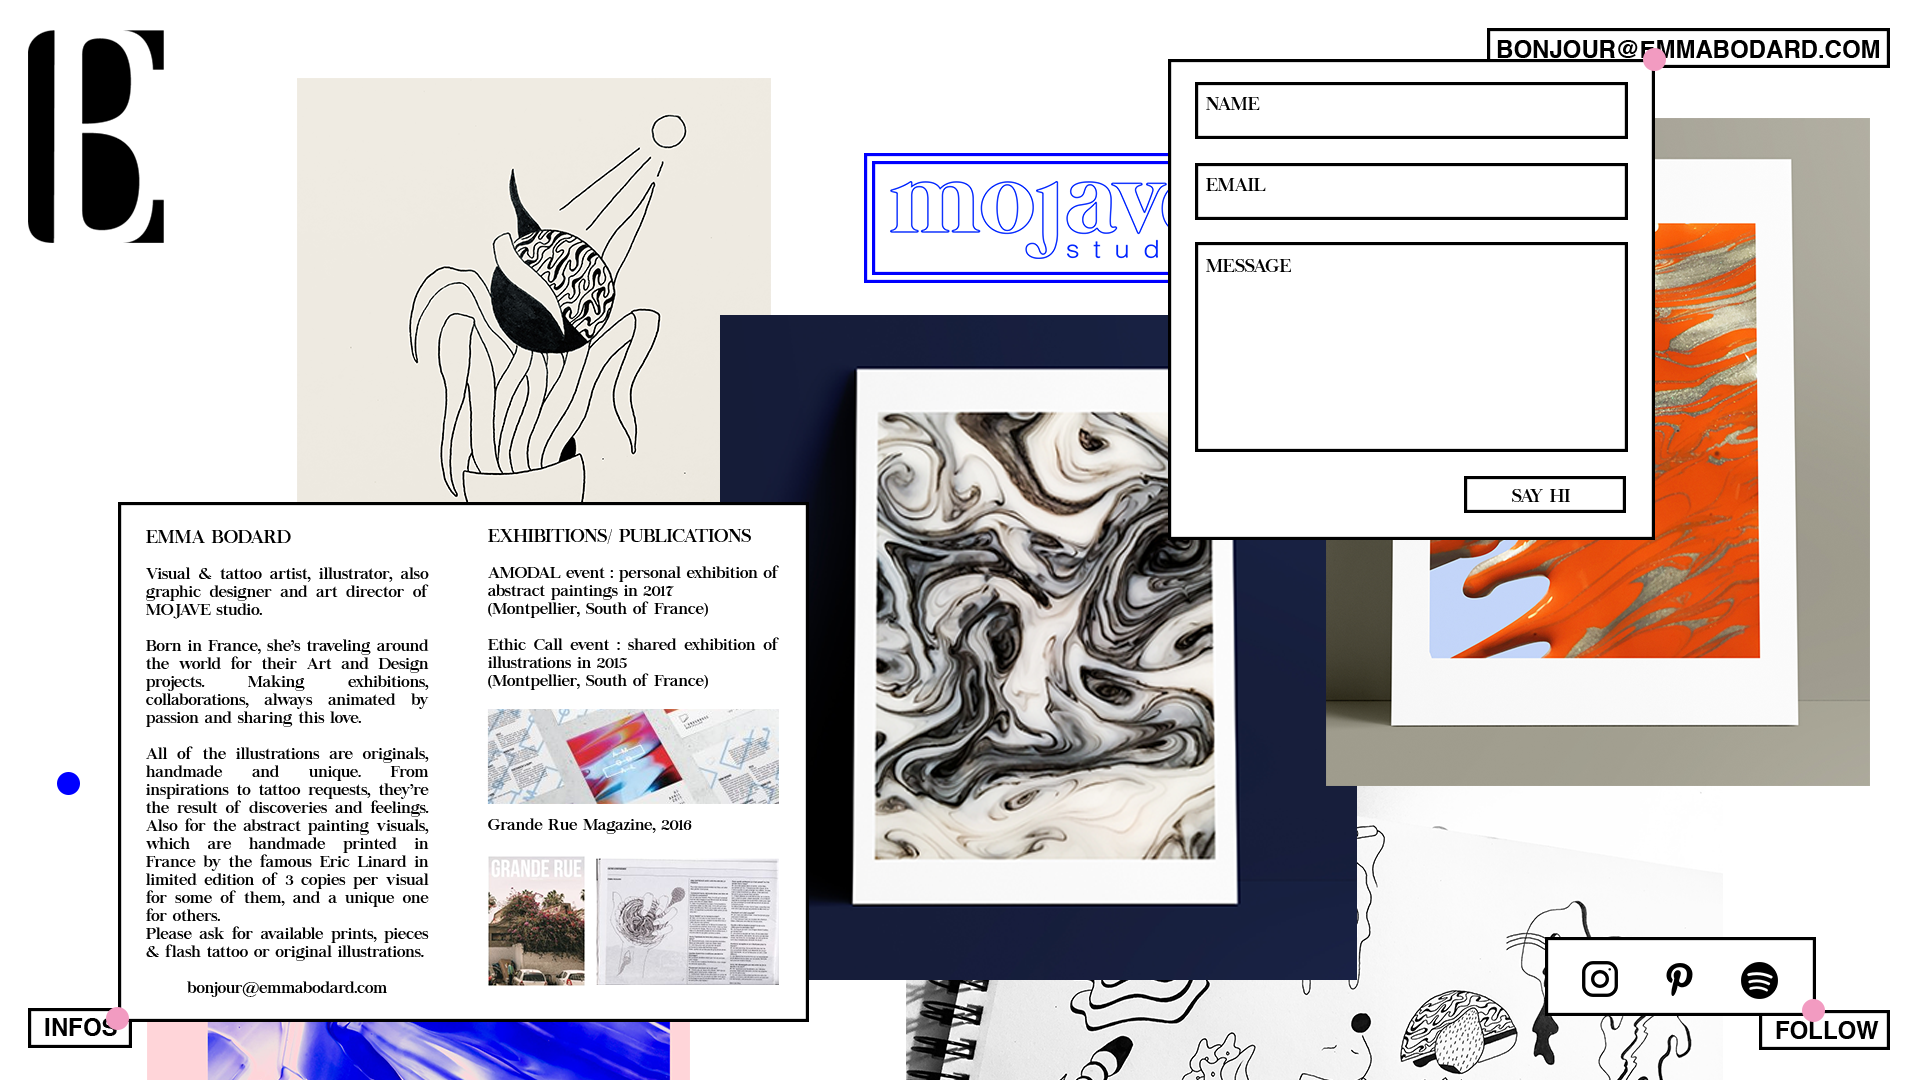 BONJOUR@EMMABODARD.COM
mojav
stud
NAME
EMAIL
MESSAGE
SAY HI
EMMA BODARD
Visual & tattoo artist, illustrator, also
graphic designer and art director of
MOJAVE studio.
Born in France, she's traveling around
the world for their Art and Design
projects. Making exhibitions,
collaborations, always animated by
passion and sharing this love.
All of the illustrations are originals,
handmade and unique. From
inspirations to tattoo requests, they're
the result of discoveries and feelings.
Also for the abstract painting visuals,
which are handmade printed in
France by the famous Eric Linard in
limited edition of 3 copies per visual
for some of them, and a unique one
for others.
Please ask for available prints, pieces
& flash tattoo or original illustrations.
bonjour@emmabodard.com
EXHIBITIONS/ PUBLICATIONS
AMODAL event : personal exhibition of
abstract paintings in 2017
(Montpellier, South of France)
Ethic Call event : shared exhibition of
illustrations in 2015
(Montpellier, South of France)
Grande Rue Magazine, 2016
GRANDE RUE
INFOS
FOLLOW